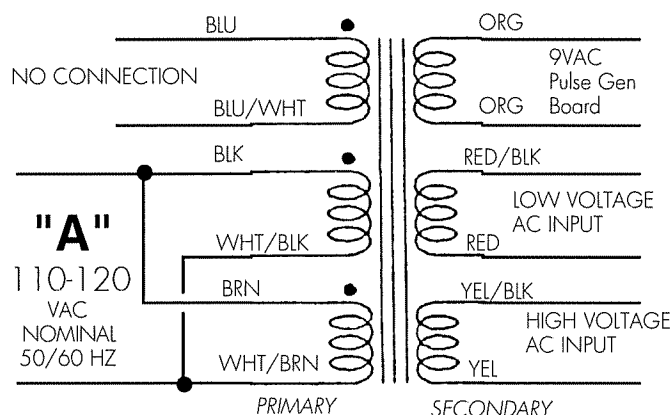 BLU
ORG
NO CONNECTION
9VAC
Pulse Gen
Board
BLU/WHT
ORG
BLK
RED/BLK
"A"
110-120
VAC
NOMINAL
50/60 HZ
LOW VOLTAGE
AC INPUT
WHT/BLK
RED
BRN
YEL/BLK
HIGH VOLTAGE
AC INPUT
WHT/BRN
YEL
PRIMARY
SECONDARY